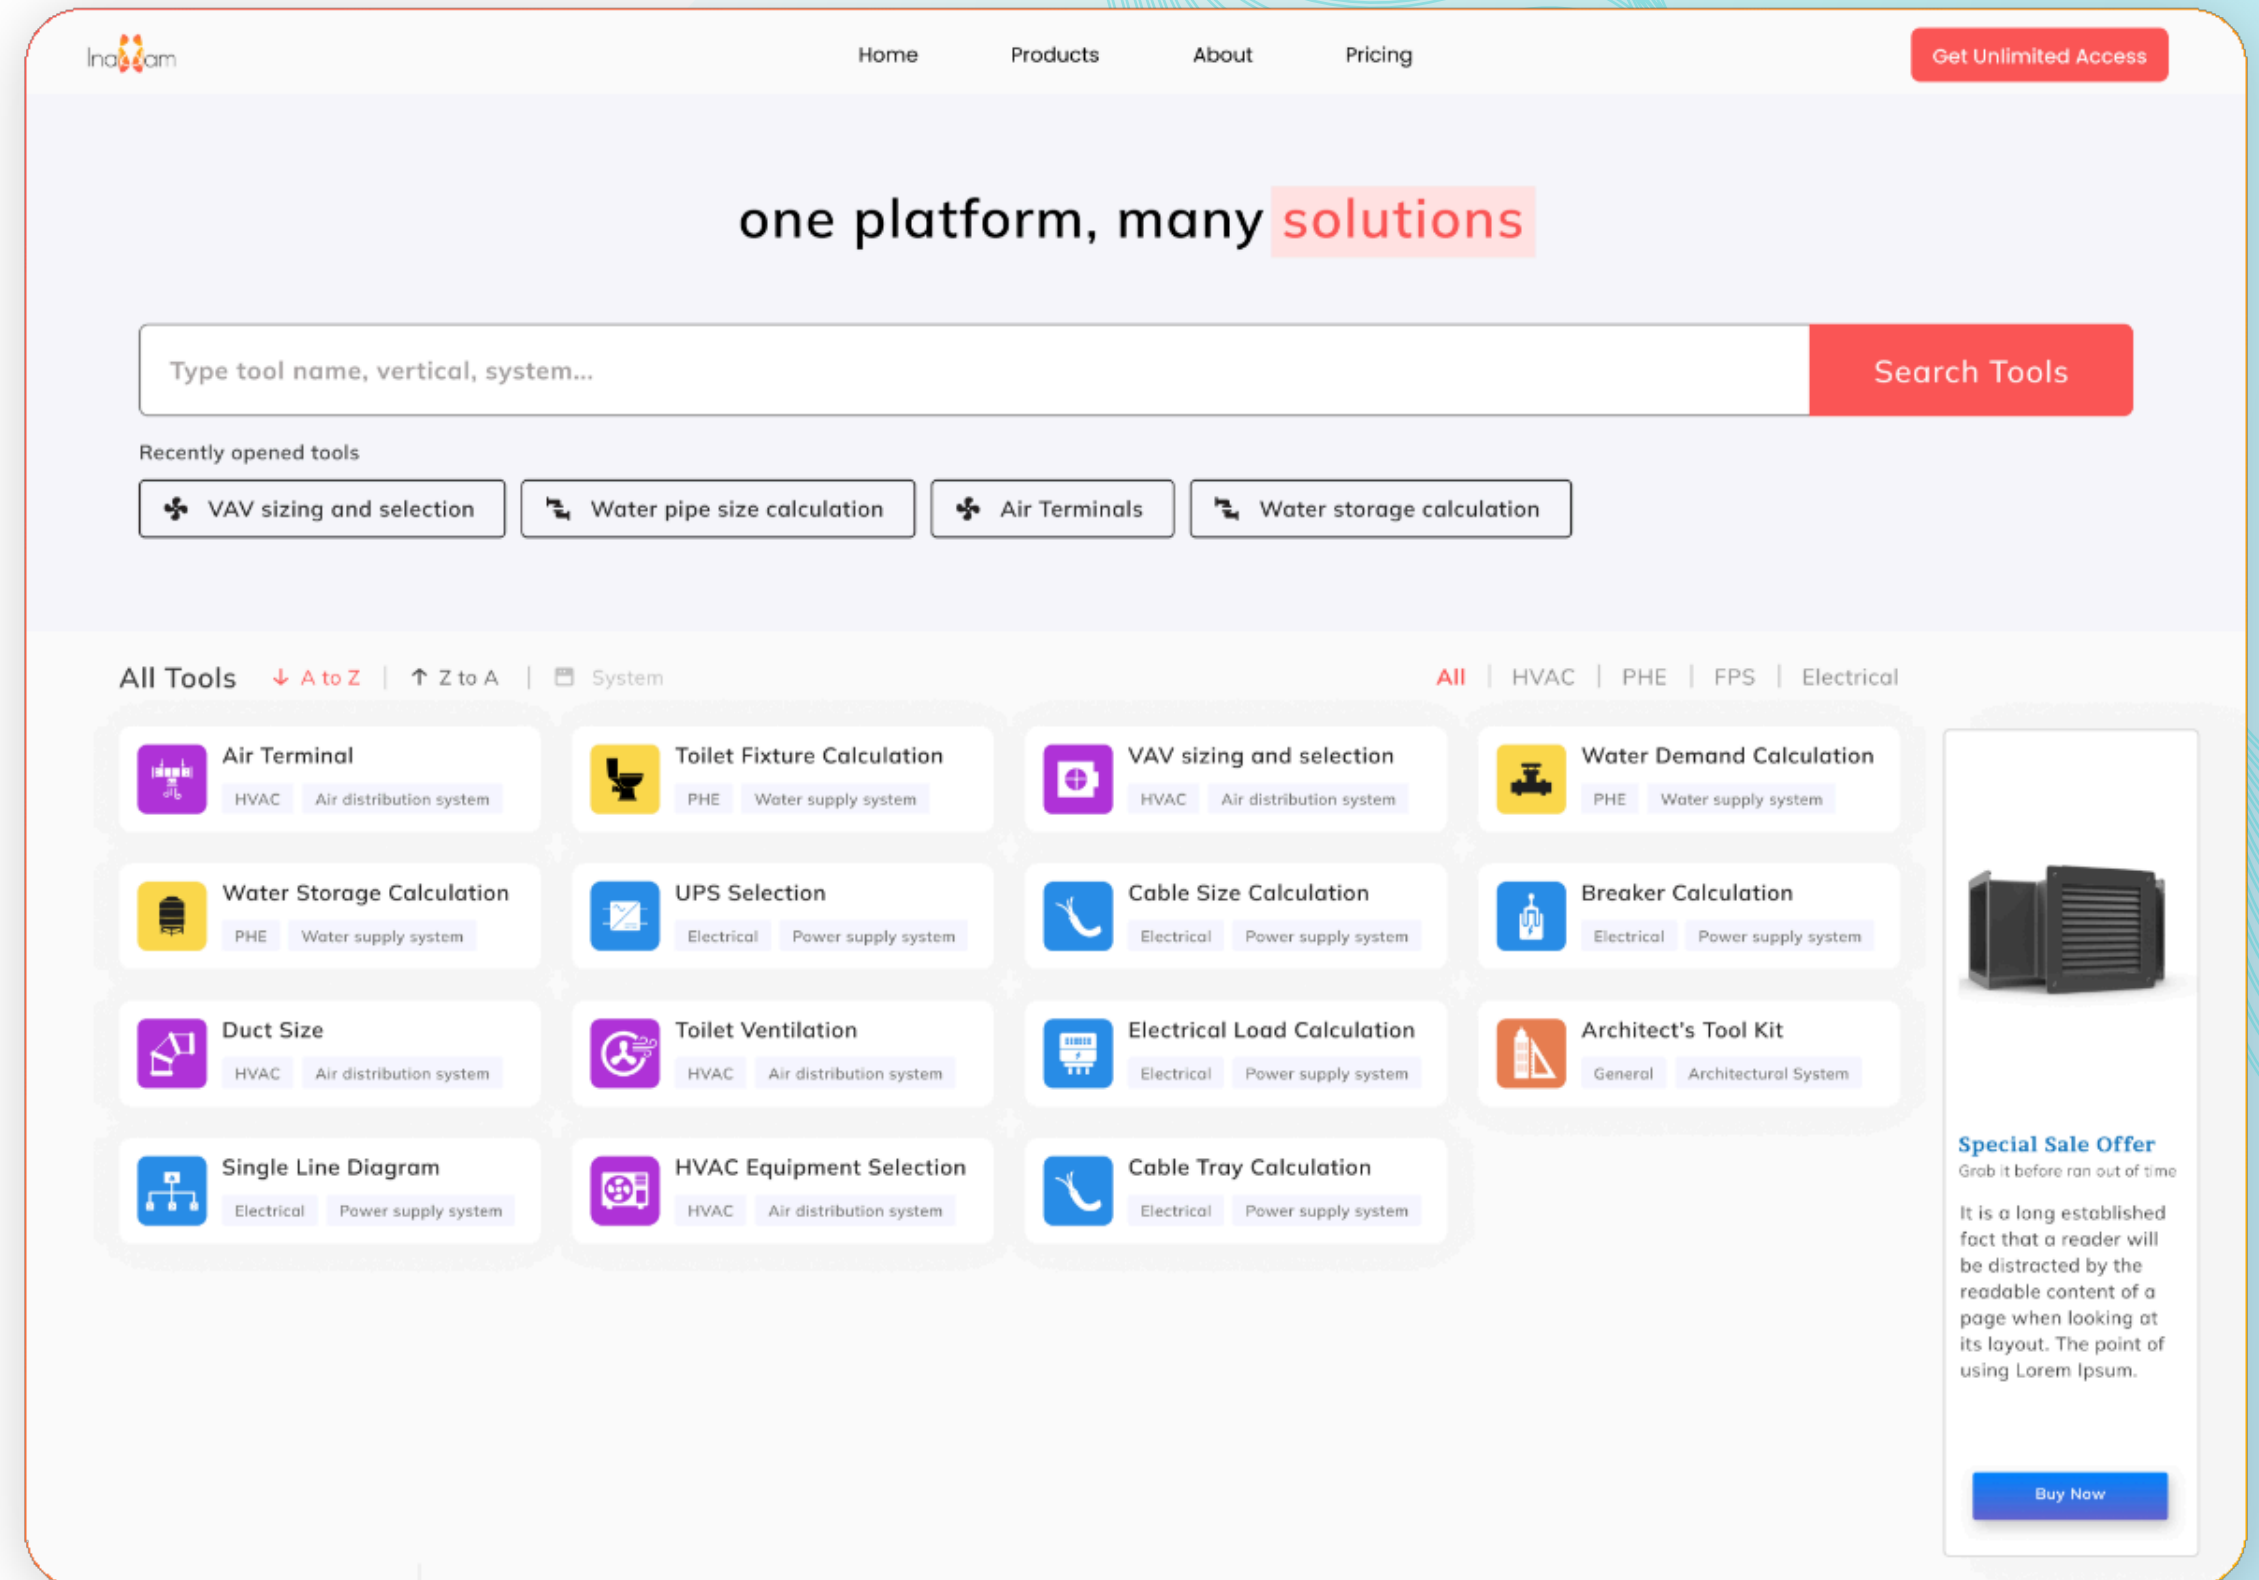 Home Products About Pricing Get Unlimited Access
one platform, many solutions
Type tool name, vertical, system...
Search Tools
Recently opened tools
VAV sizing and selection
Water pipe size calculation
Air Terminals
Water storage calculation
All Tools
A to Z
Z to A
System
All
HVAC
PHE
FPS
Electrical
Air Terminal
HVAC Air distribution system
Toilet Fixture Calculation
PHE Water supply system
VAV sizing and selection
HVAC Air distribution system
Water Demand Calculation
PHE Water supply system
Water Storage Calculation
PHE Water supply system
UPS Selection
Electrical Power supply system
Cable Size Calculation
Electrical Power supply system
Breaker Calculation
Electrical Power supply system
Duct Size
HVAC Air distribution system
Toilet Ventilation
HVAC Air distribution system
Electrical Load Calculation
Electrical Power supply system
Architect's Tool Kit
General Architectural System
Single Line Diagram
Electrical Power supply system
HVAC Equipment Selection
HVAC Air distribution system
Cable Tray Calculation
Electrical Power supply system
Special Sale Offer
Grab it before ran out of time
It is a long established
fact that a reader will
be distracted by the
readable content of a
page when looking at
its layout. The point of
using Lorem Ipsum.
Buy Now